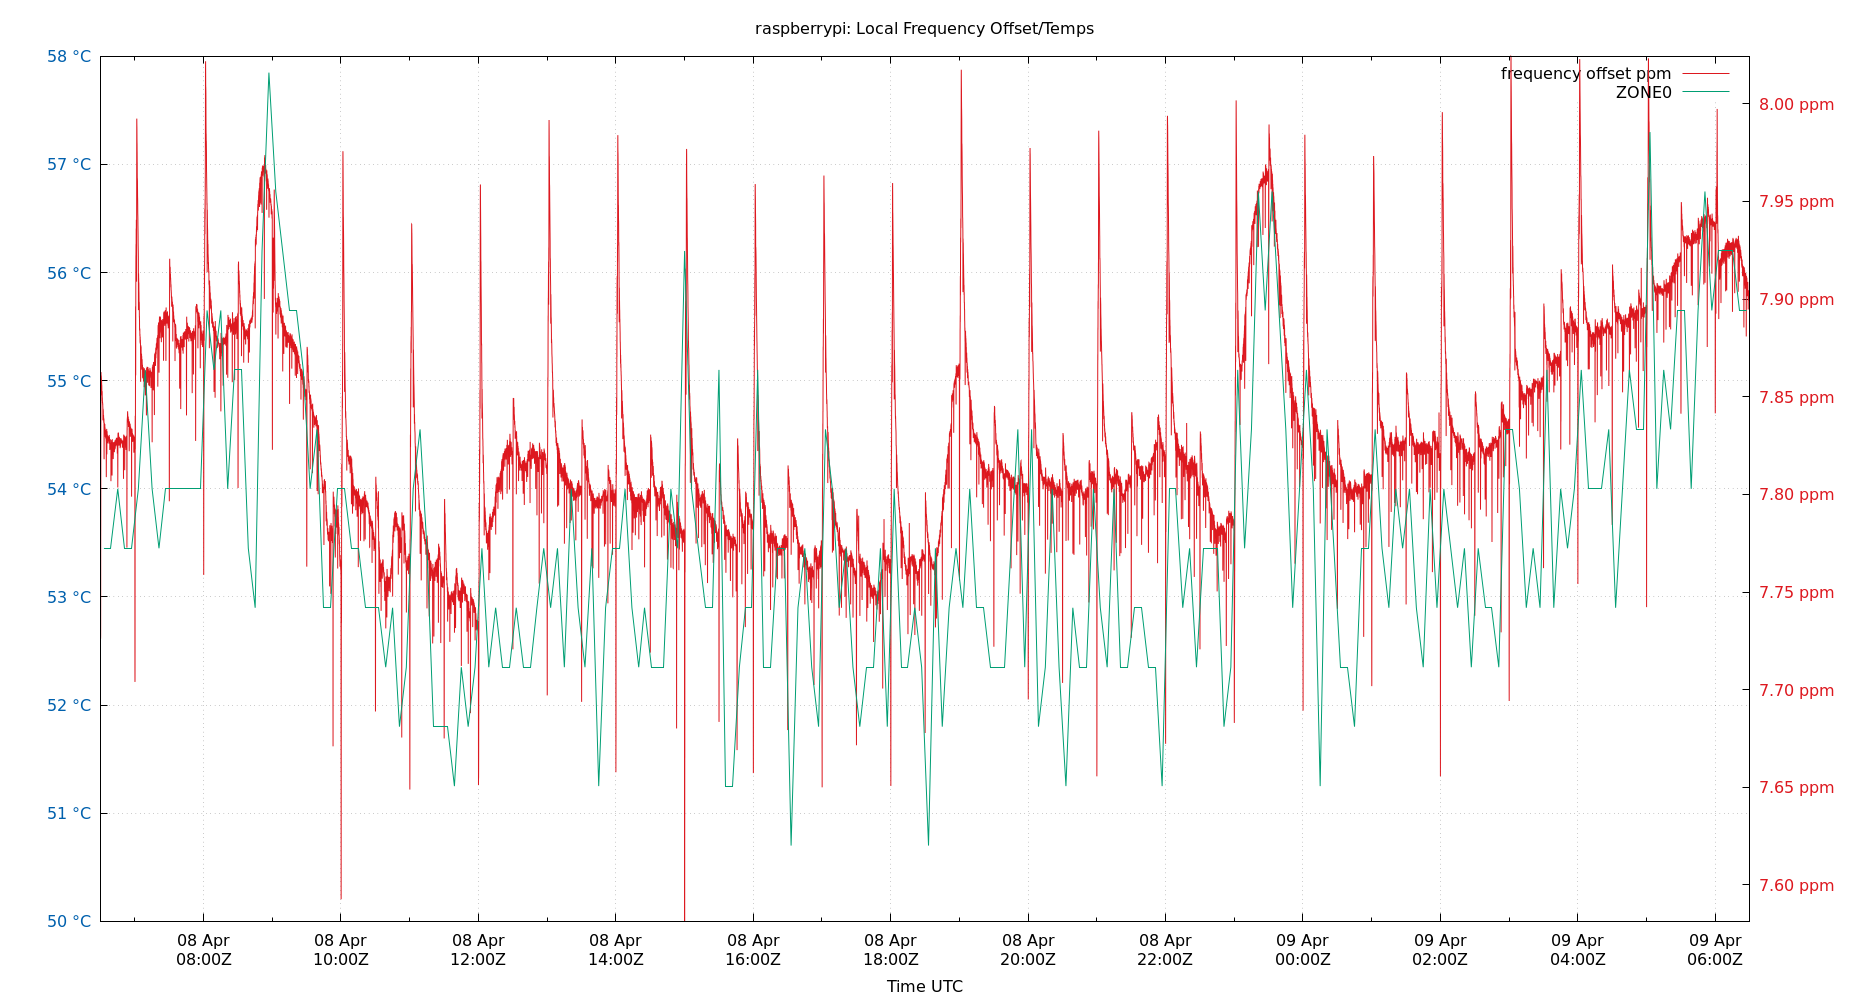 raspberrypi: Local Frequency Offset/Temps
58 °C
57 °C
56 °C
55 °C
54 °C
53 °C
52 °C
51 °C
50 °C
frequency offset ppm
ZONE0
8.00 ppm
7.95 ppm
7.90 ppm
7.85 ppm
7.80 ppm
7.75 ppm
7.70 ppm
7.65 ppm
7.60 ppm
08 Apr 08 Apr 08 Apr 08 Apr 08 Apr 08 Apr 08 Apr 08 Apr 09 Apr 09 Apr 09 Apr 09 Apr
08:00Z 10:00Z 12:00Z 14:00Z 16:00Z 18:00Z 20:00Z 22:00Z 00:00Z 02:00Z 04:00Z 06:00Z
Time UTC